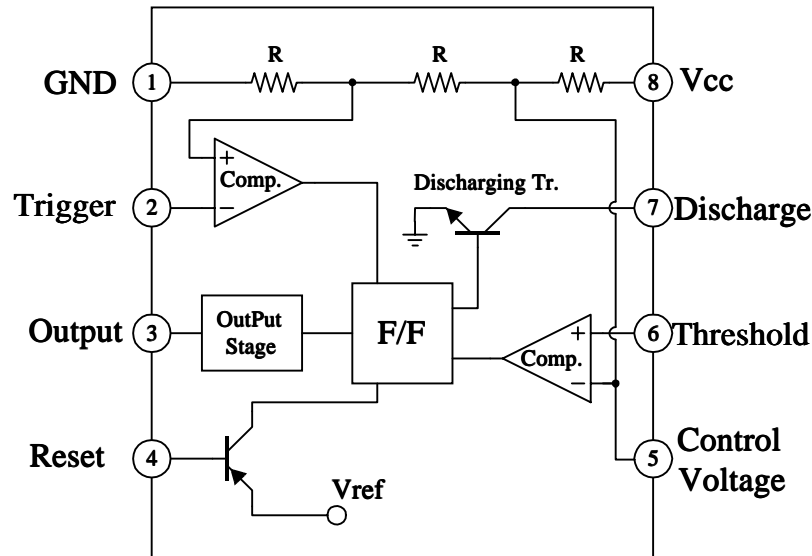 R R R
GND 1 8 Vcc
+
Comp.
−
Trigger 2
Discharging Tr.
7 Discharge
Output 3
OutPut
Stage
F/F
+
Comp.
−
6 Threshold
Reset 4
5 Control
Voltage
Vref